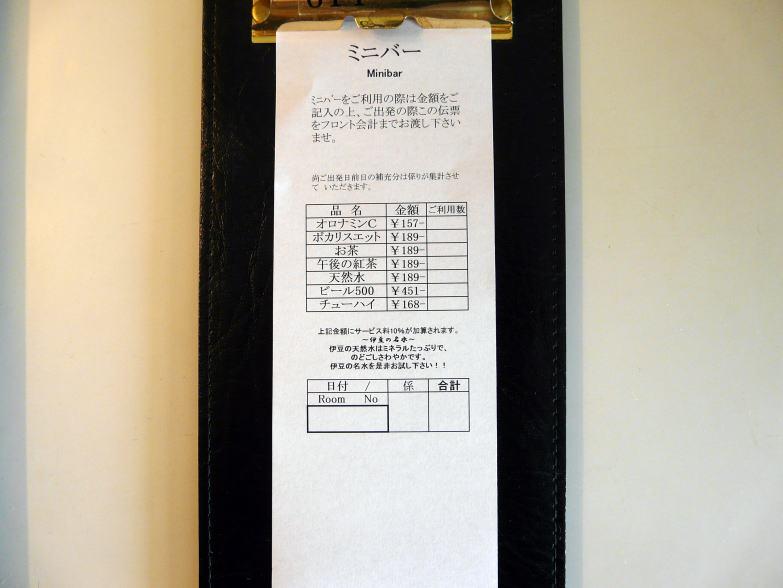 ミニバー
Minibar
ミニバーをご利用の際は金額をご
記入の上、ご出発の際この伝票
をフロント会計までお渡し下さい
ませ。
尚ご出発日前日の補充分は係りが集計させ
て いただきます。
品 名 金額 ご利用数
オロナミンC ¥157-
ポカリスエット ¥189-
お茶 ¥189-
午後の紅茶 ¥189-
天然水 ¥189-
ビール500 ¥451-
チューハイ ¥168-
上記金額にサービス料10%が加算されます。
～伊豆の名水～
伊豆の天然水はミネラルたっぷりで、
のどごしさわやかです。
伊豆の名水を是非お試し下さい！！
日付 / 係 合計
Room No